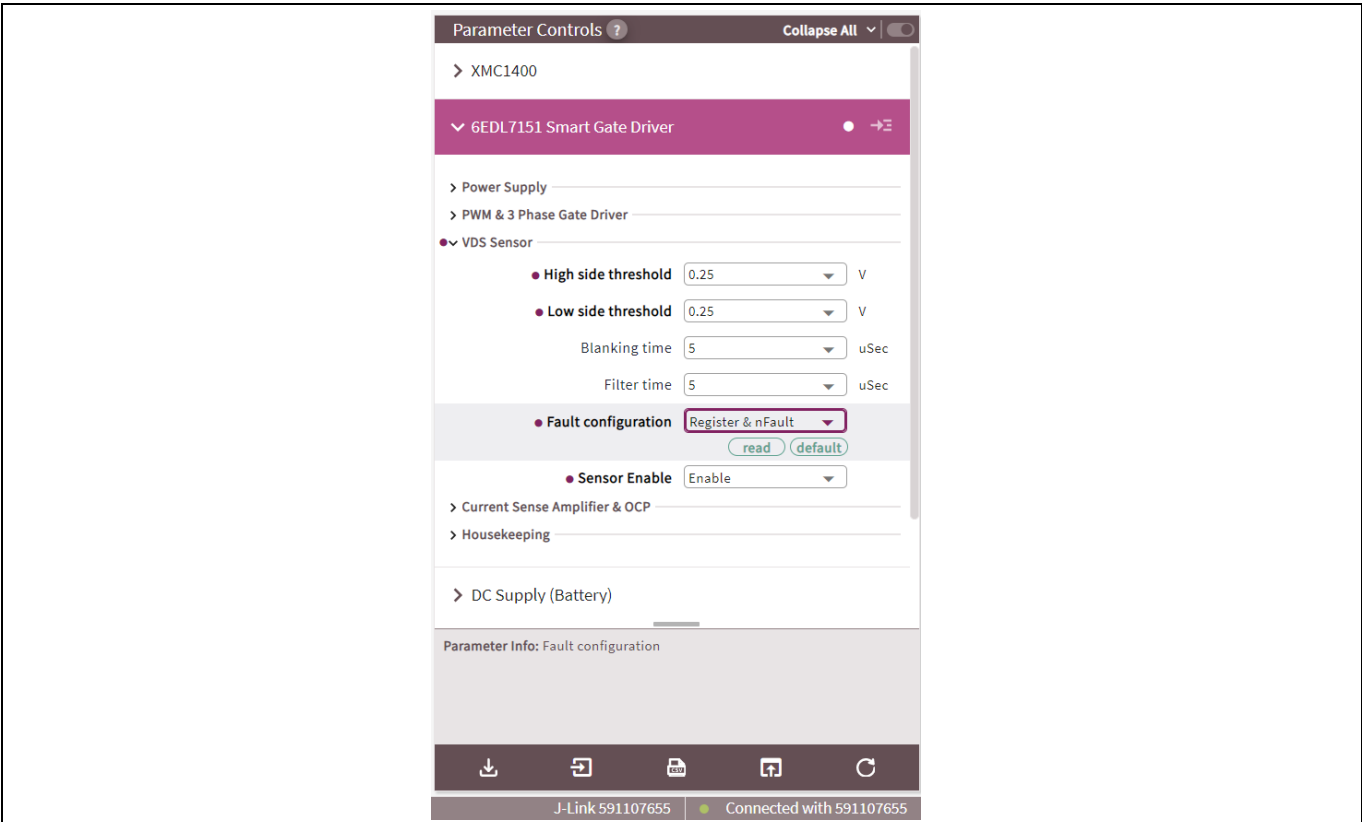 Parameter Controls ? Collapse All
XMC1400
6EDL7151 Smart Gate Driver
Power Supply
PWM & 3 Phase Gate Driver
VDS Sensor
High side threshold 0.25 V
Low side threshold 0.25 V
Blanking time 5 uSec
Filter time 5 uSec
Fault configuration Register & nFault
read default
Sensor Enable Enable
Current Sense Amplifier & OCP
Housekeeping
DC Supply (Battery)
Parameter Info: Fault configuration
CSV
J-Link 591107655 Connected with 591107655